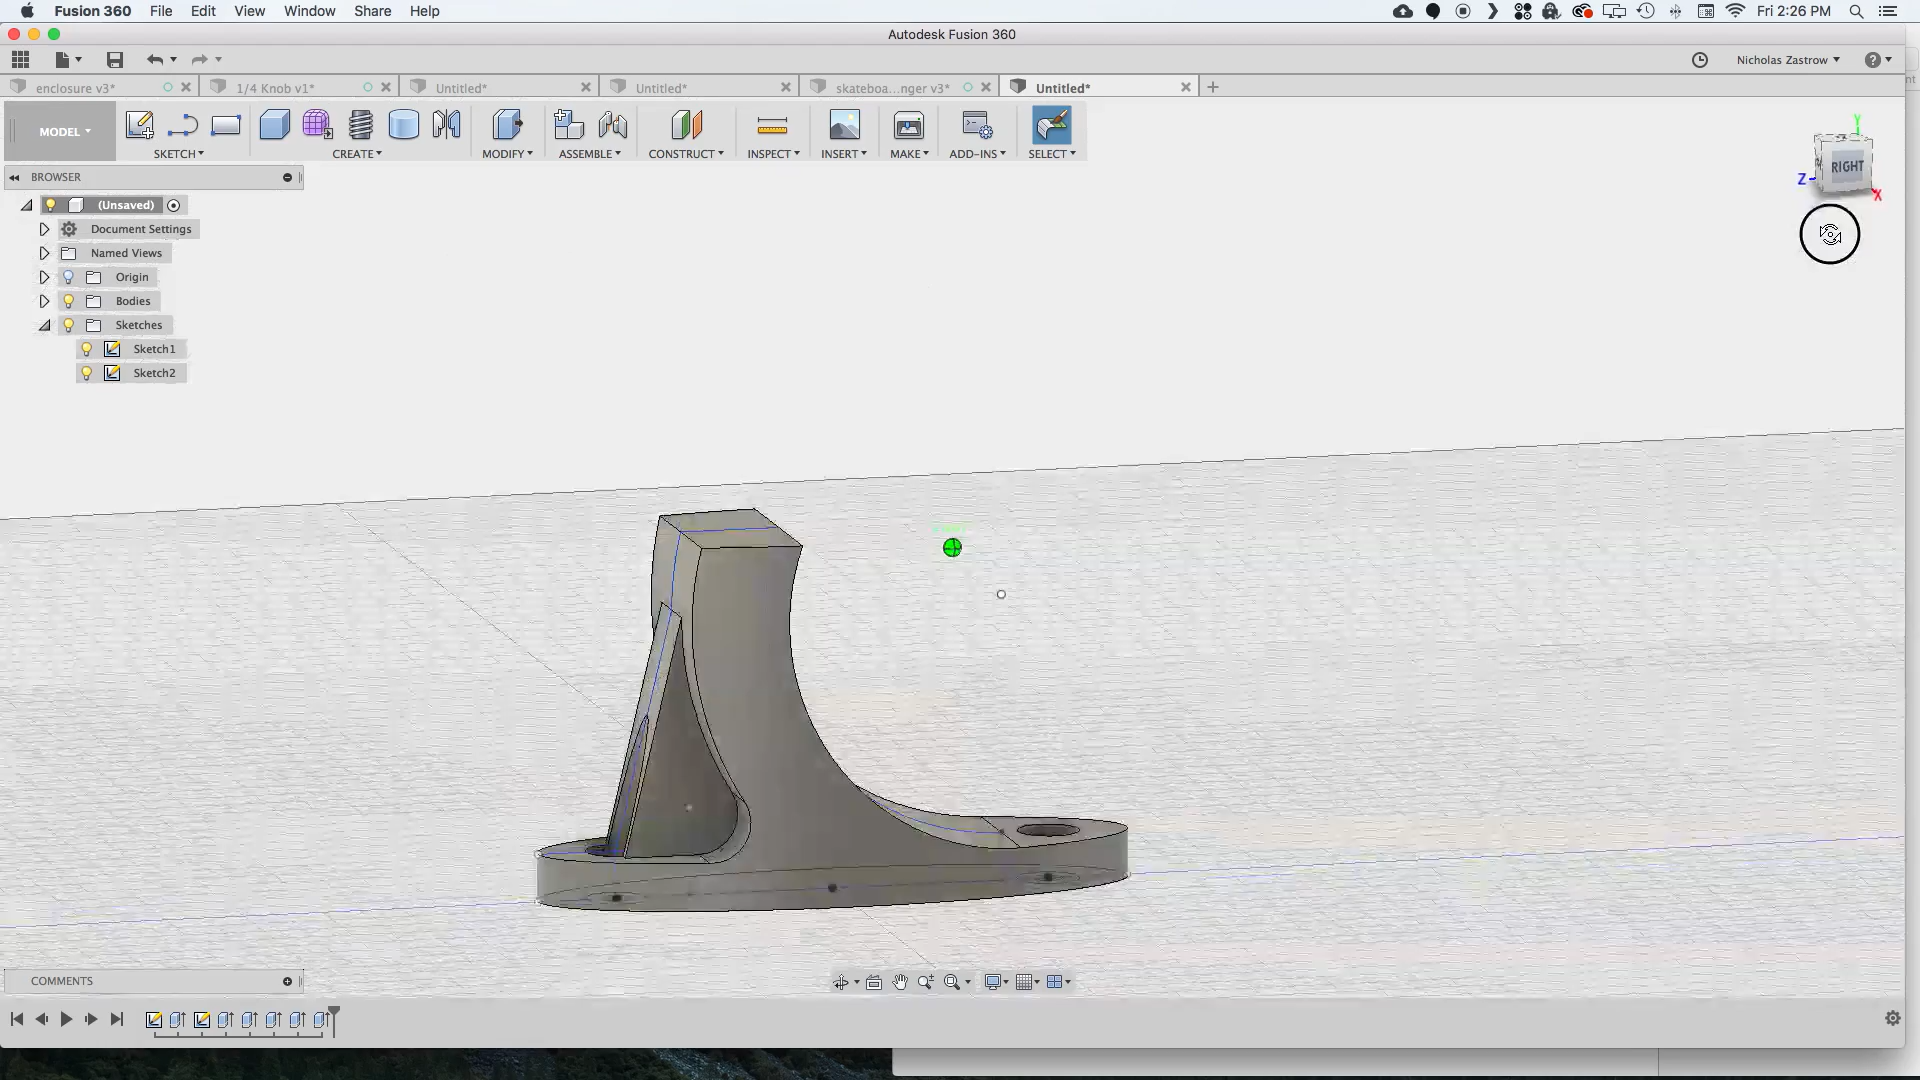 Fusion 360 File Edit View Window Share Help Fri 2:26 PM
Autodesk Fusion 360
Nicholas Zastrow
enclosure v3* 1/4 Knob v1* Untitled* Untitled* skateboa...nger v3* Untitled*
MODEL
SKETCH CREATE MODIFY ASSEMBLE CONSTRUCT INSPECT INSERT MAKE ADD-INS SELECT
BROWSER
(Unsaved)
Document Settings
Named Views
Origin
Bodies
Sketches
Sketch1
Sketch2
Y
RIGHT
Z
X
COMMENTS